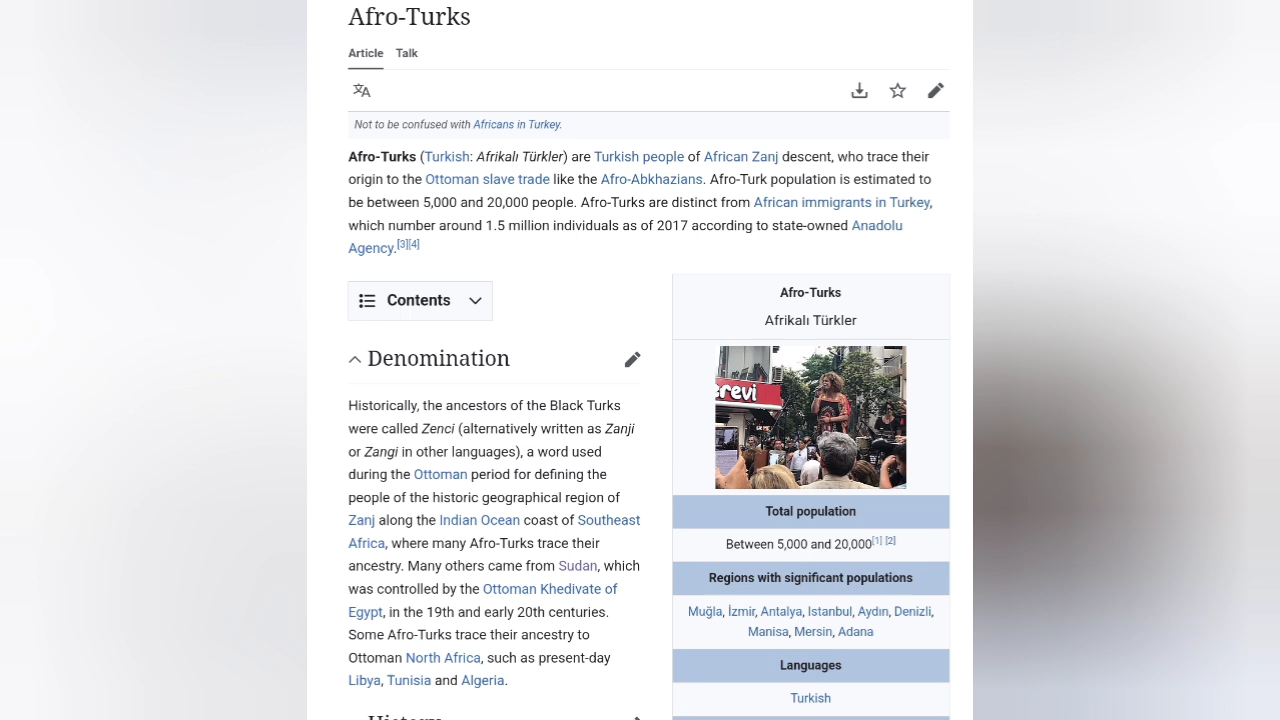 Afro-Turks
Article Talk
Not to be confused with Africans in Turkey.
Afro-Turks (Turkish: Afrikalı Türkler) are Turkish people of African Zanj descent, who trace their
origin to the Ottoman slave trade like the Afro-Abkhazians. Afro-Turk population is estimated to
be between 5,000 and 20,000 people. Afro-Turks are distinct from African immigrants in Turkey,
which number around 1.5 million individuals as of 2017 according to state-owned Anadolu
Agency.[3][4]
Contents
Denomination
Historically, the ancestors of the Black Turks
were called Zenci (alternatively written as Zanji
or Zangi in other languages), a word used
during the Ottoman period for defining the
people of the historic geographical region of
Zanj along the Indian Ocean coast of Southeast
Africa, where many Afro-Turks trace their
ancestry. Many others came from Sudan, which
was controlled by the Ottoman Khedivate of
Egypt, in the 19th and early 20th centuries.
Some Afro-Turks trace their ancestry to
Ottoman North Africa, such as present-day
Libya, Tunisia and Algeria.
History
Afro-Turks
Afrikalı Türkler
erevi
Total population
Between 5,000 and 20,000[1] [2]
Regions with significant populations
Muğla, İzmir, Antalya, Istanbul, Aydın, Denizli,
Manisa, Mersin, Adana
Languages
Turkish